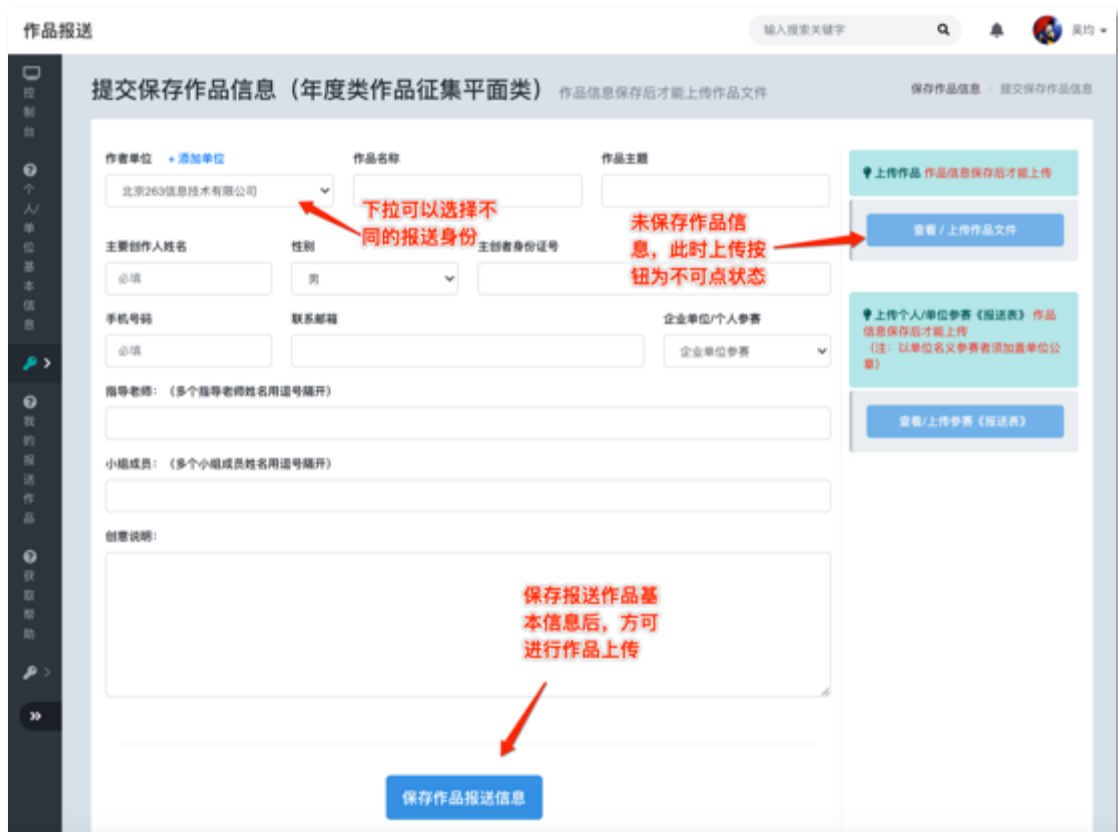 作品报送
输入搜索关键字
吴均
控制台
个人/单位基本信息
我的报送作品
获取帮助
提交保存作品信息（年度类作品征集平面类） 作品信息保存后才能上传作品文件
保存作品信息 / 提交保存作品信息
作者单位 + 添加单位
作品名称
作品主题
北京263信息技术有限公司
下拉可以选择不
同的报送身份
未保存作品信
息，此时上传按
钮为不可点状态
主要创作人姓名
性别
主创者身份证号
必填
男
手机号码
联系邮箱
企业单位/个人参赛
必填
企业单位参赛
指导老师：（多个指导老师姓名用逗号隔开）
小组成员：（多个小组成员姓名用逗号隔开）
创意说明：
保存报送作品基
本信息后，方可
进行作品上传
保存作品报送信息
上传作品 作品信息保存后才能上传
查看 / 上传作品文件
上传个人/单位参赛《报送表》 作品
信息保存后才能上传
（注：以单位名义参赛者须加盖单位公
章）
查看/上传参赛《报送表》